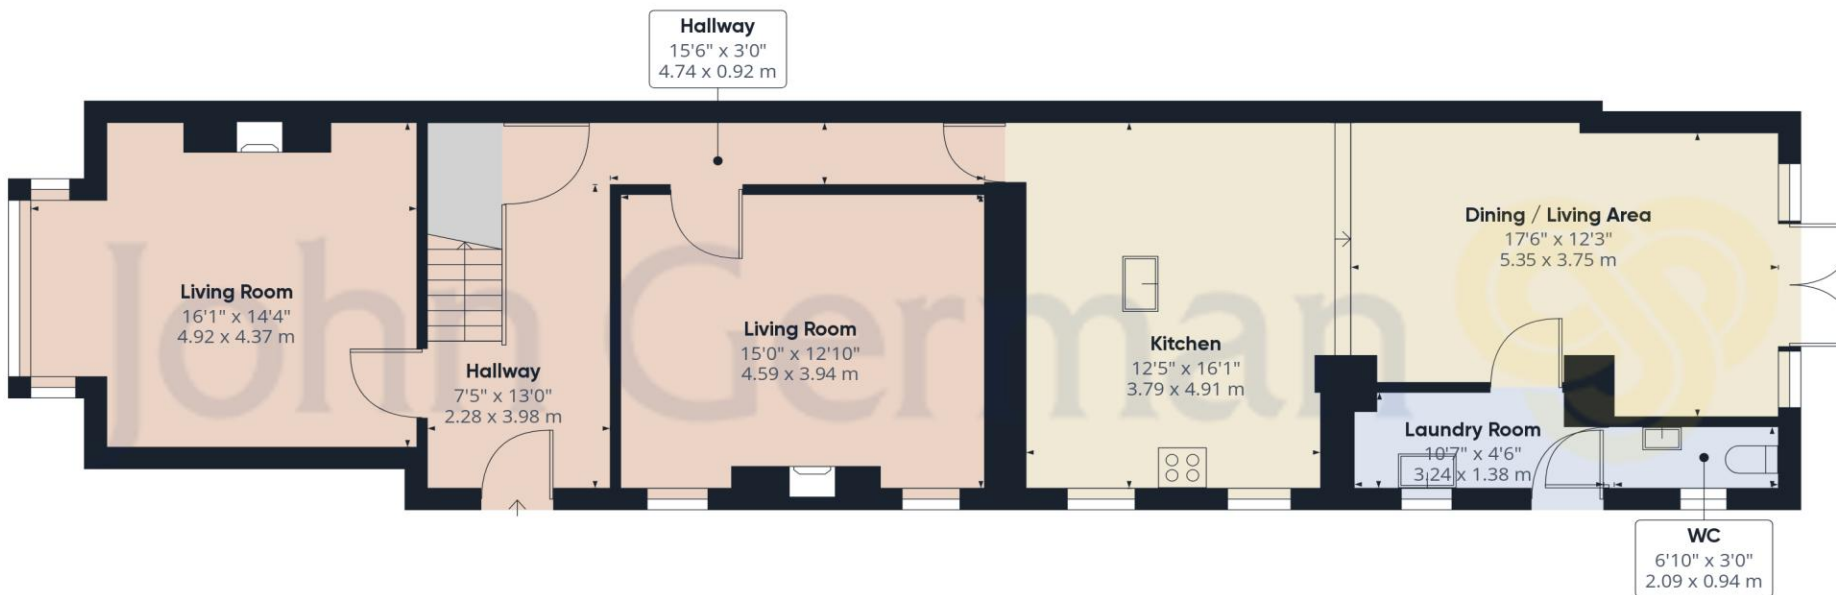 Hallway
15'6" x 3'0"
4.74 x 0.92 m
Living Room
16'1" x 14'4"
4.92 x 4.37 m
Hallway
7'5" x 13'0"
2.28 x 3.98 m
Living Room
15'0" x 12'10"
4.59 x 3.94 m
Kitchen
12'5" x 16'1"
3.79 x 4.91 m
Dining / Living Area
17'6" x 12'3"
5.35 x 3.75 m
Laundry Room
10'7" x 4'6"
3.24 x 1.38 m
WC
6'10" x 3'0"
2.09 x 0.94 m
John German